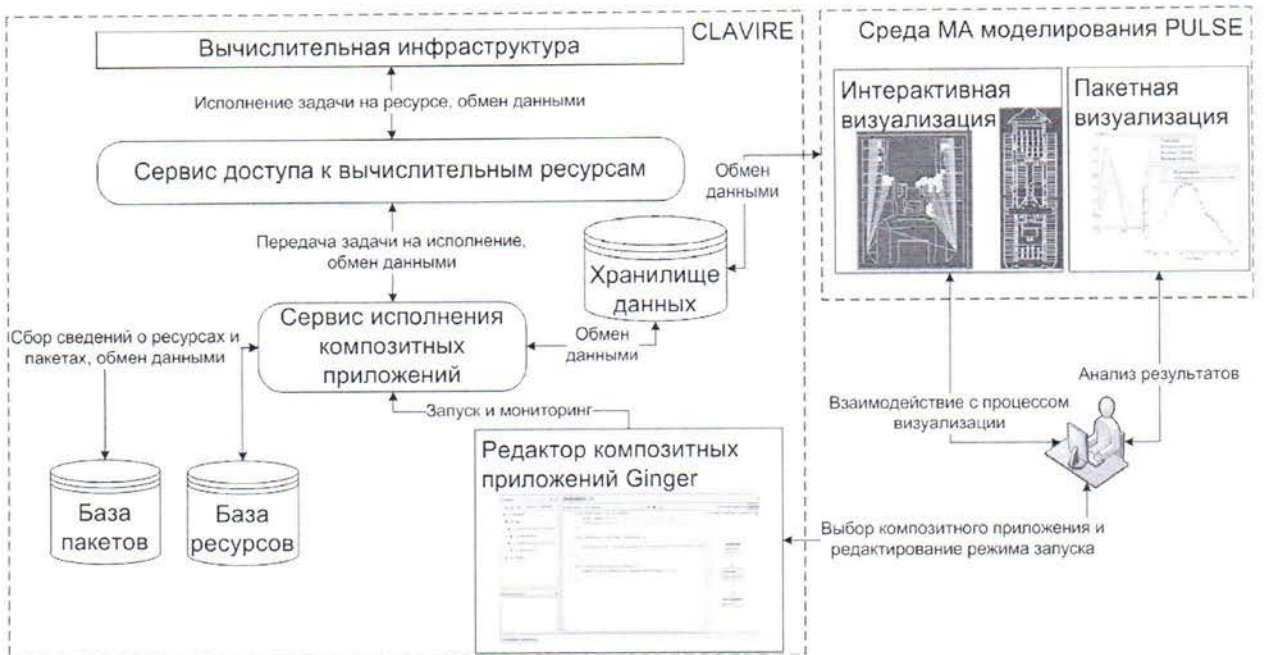 CLAVIRE
Вычислительная инфраструктура
Исполнение задачи на ресурсе, обмен данными
Сервис доступа к вычислительным ресурсам
Передача задачи на исполнение,
обмен данными
Хранилище
данных
Обмен
данными
Сервис исполнения
композитных
приложений
Обмен
данными
Сбор сведений о ресурсах и
пакетах, обмен данными
Запуск и мониторинг
База
пакетов
База
ресурсов
Редактор композитных
приложений Ginger
Среда МА моделирования PULSE
Интерактивная
визуализация
Пакетная
визуализация
Анализ результатов
Взаимодействие с процессом
визуализации
Выбор композитного приложения и
редактирование режима запуска